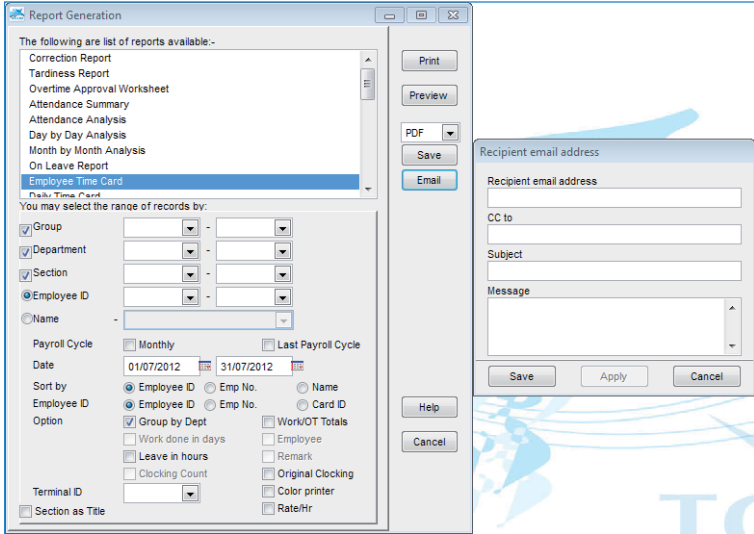 Report Generation
The following are list of reports available:-
Correction Report
Tardiness Report
Overtime Approval Worksheet
Attendance Summary
Attendance Analysis
Day by Day Analysis
Month by Month Analysis
On Leave Report
Employee Time Card
Daily Time Card
You may select the range of records by:
Group -
Department -
Section -
Employee ID -
Name -
Payroll Cycle Monthly Last Payroll Cycle
Date 01/07/2012 31/07/2012
Sort by Employee ID Emp No. Name
Employee ID Employee ID Emp No. Card ID
Option Group by Dept Work/OT Totals
Work done in days Employee
Leave in hours Remark
Clocking Count Original Clocking
Terminal ID Color printer
Section as Title Rate/Hr
Print
Preview
PDF
Save
Email
Help
Cancel
Recipient email address
Recipient email address
CC to
Subject
Message
Save Apply Cancel